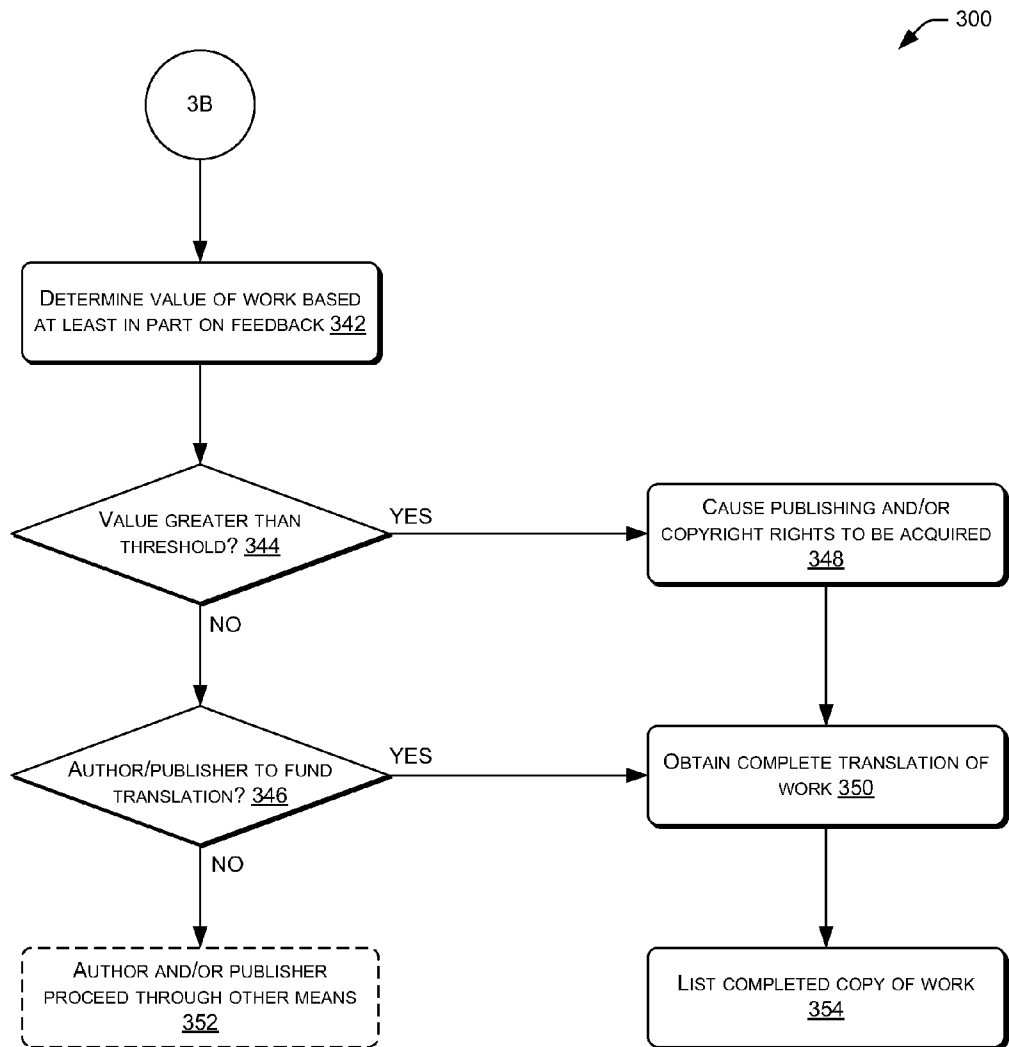 300
3B
DETERMINE VALUE OF WORK BASED
AT LEAST IN PART ON FEEDBACK 342
VALUE GREATER THAN
THRESHOLD? 344
YES
NO
CAUSE PUBLISHING AND/OR
COPYRIGHT RIGHTS TO BE ACQUIRED
348
AUTHOR/PUBLISHER TO FUND
TRANSLATION? 346
YES
NO
OBTAIN COMPLETE TRANSLATION OF
WORK 350
AUTHOR AND/OR PUBLISHER
PROCEED THROUGH OTHER MEANS
352
LIST COMPLETED COPY OF WORK
354